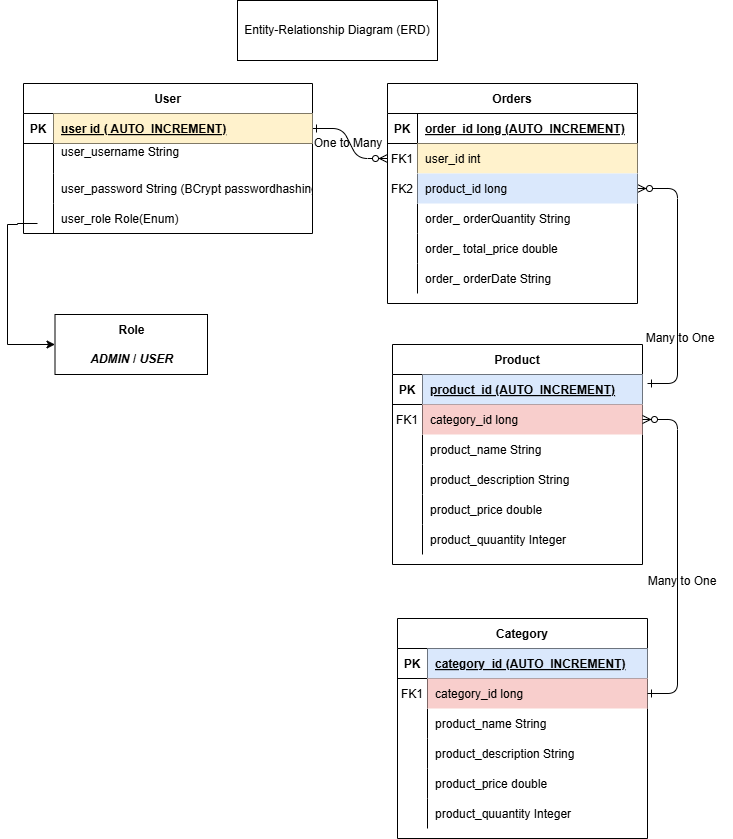 Entity-Relationship Diagram (ERD)
User
PK user id ( AUTO_INCREMENT)
user_username String
user_password String (BCrypt passwordhashin
user_role Role(Enum)
One to Many
Orders
PK order_id long (AUTO_INCREMENT)
FK1 user_id int
FK2 product_id long
order_ orderQuantity String
order_ total_price double
order_ orderDate String
Role
ADMIN / USER
Many to One
Product
PK product_id (AUTO_INCREMENT)
FK1 category_id long
product_name String
product_description String
product_price double
product_quuantity Integer
Many to One
Category
PK category_id (AUTO_INCREMENT)
FK1 category_id long
product_name String
product_description String
product_price double
product_quuantity Integer